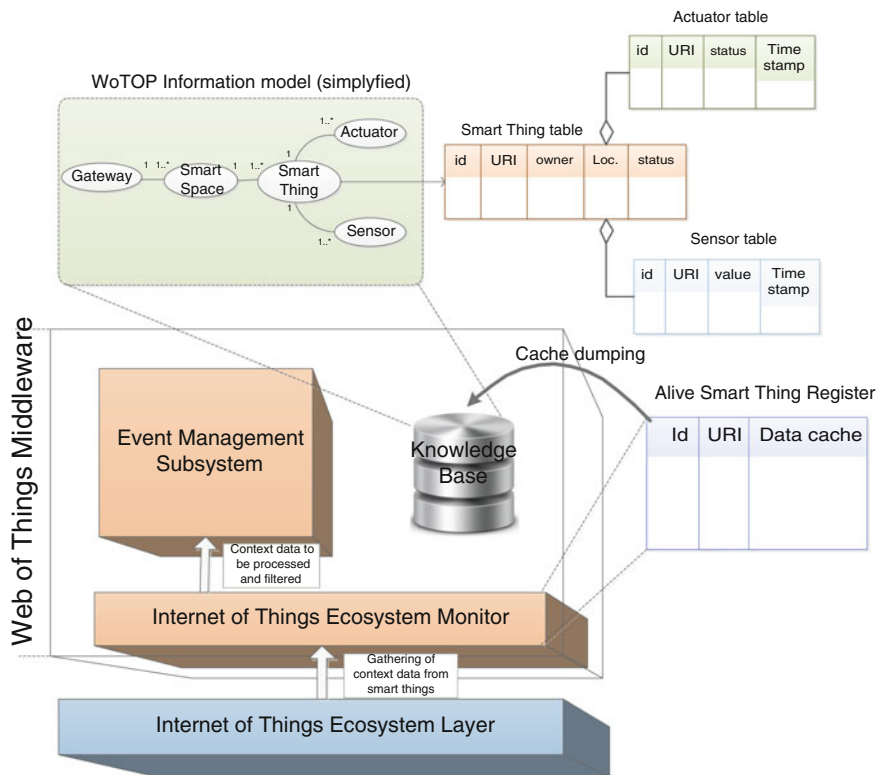 Actuator table
id URI status Time
stamp
WoTOP Information model (simplyfied)
Gateway 1 1..* Smart
Space 1 1..* Smart
Thing
1 1..* Actuator
1 1..* Sensor
Smart Thing table
id URI owner Loc. status
Sensor table
id URI value Time
stamp
Web of Things Middleware
Cache dumping
Alive Smart Thing Register
Id URI Data cache
Event Management
Subsystem
Knowledge
Base
Context data to
be processed
and filtered
Internet of Things Ecosystem Monitor
Gathering of
context data from
smart things
Internet of Things Ecosystem Layer